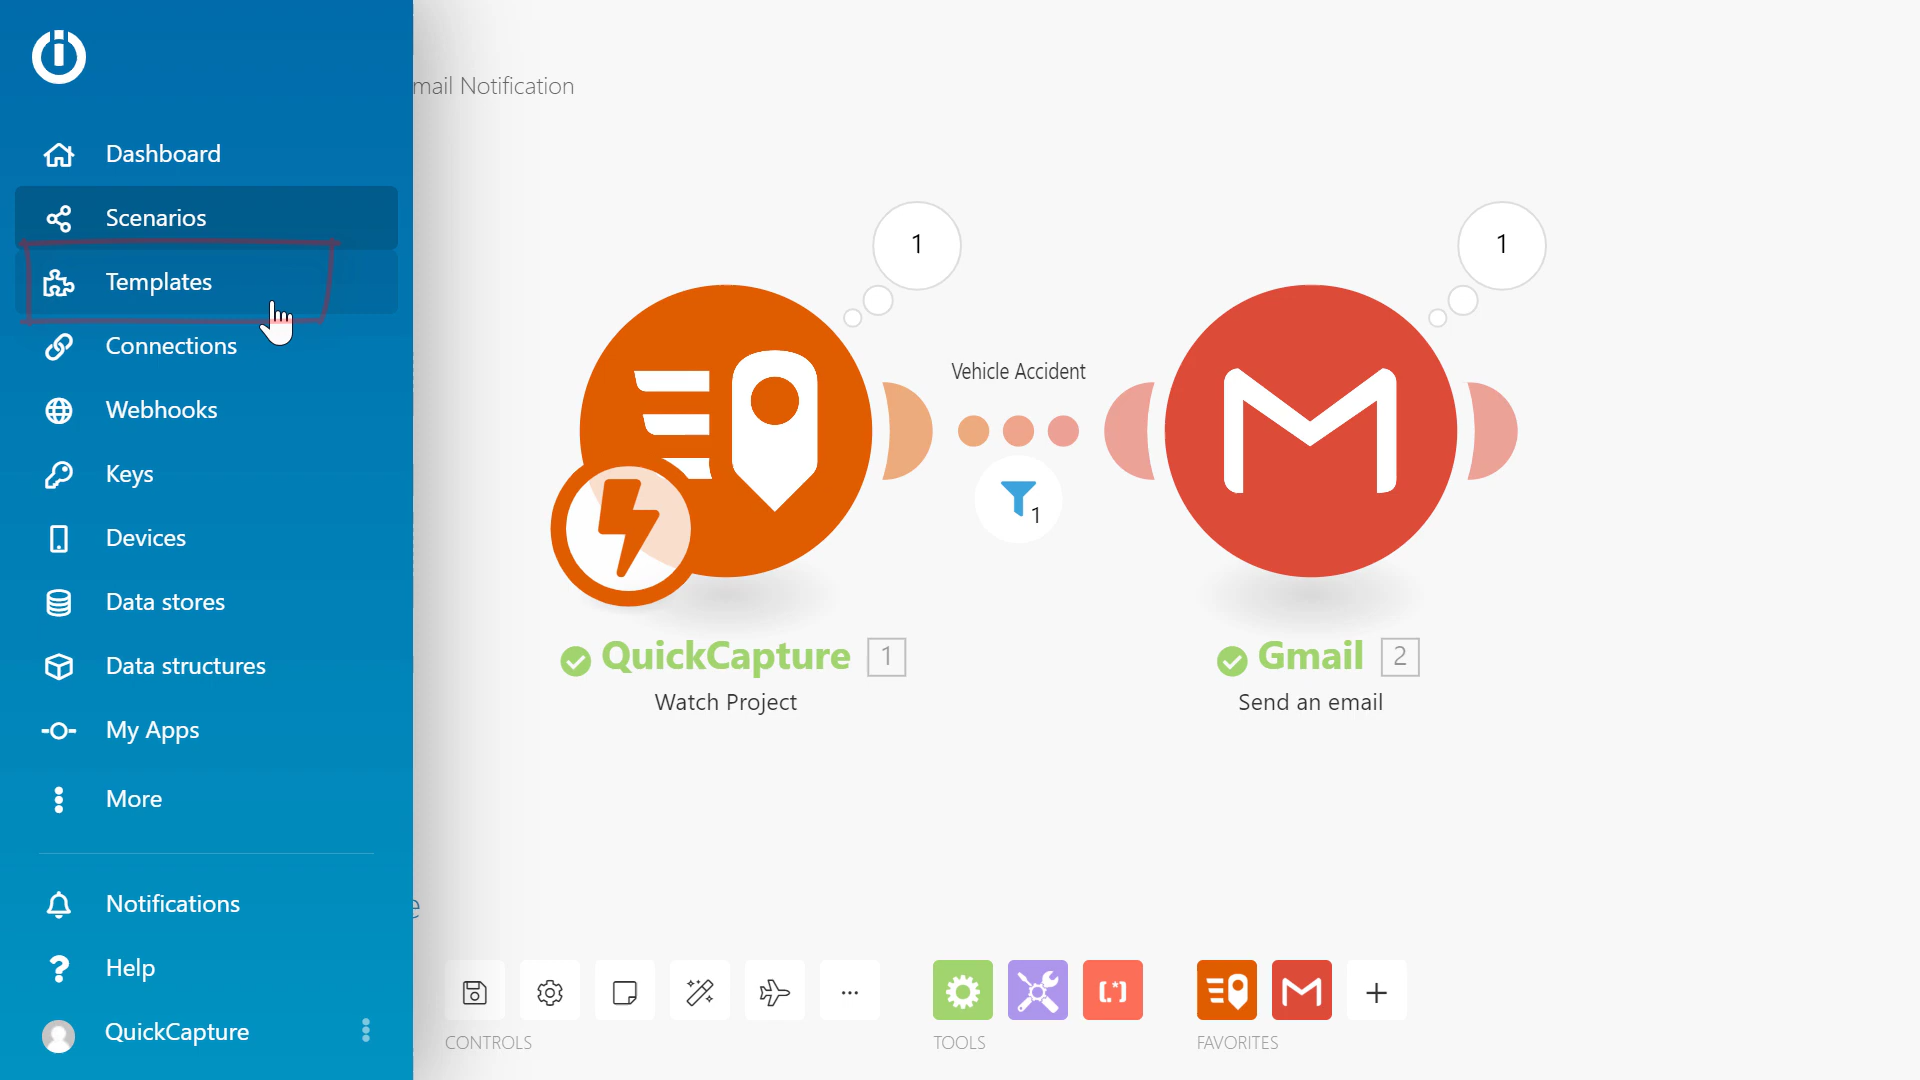 mail Notification
Dashboard
Scenarios
Templates
Connections
Webhooks
Keys
Devices
Data stores
Data structures
My Apps
More
Notifications
Help
QuickCapture
1
1
Vehicle Accident
1
QuickCapture 1
Watch Project
Gmail 2
Send an email
e
CONTROLS
TOOLS
FAVORITES